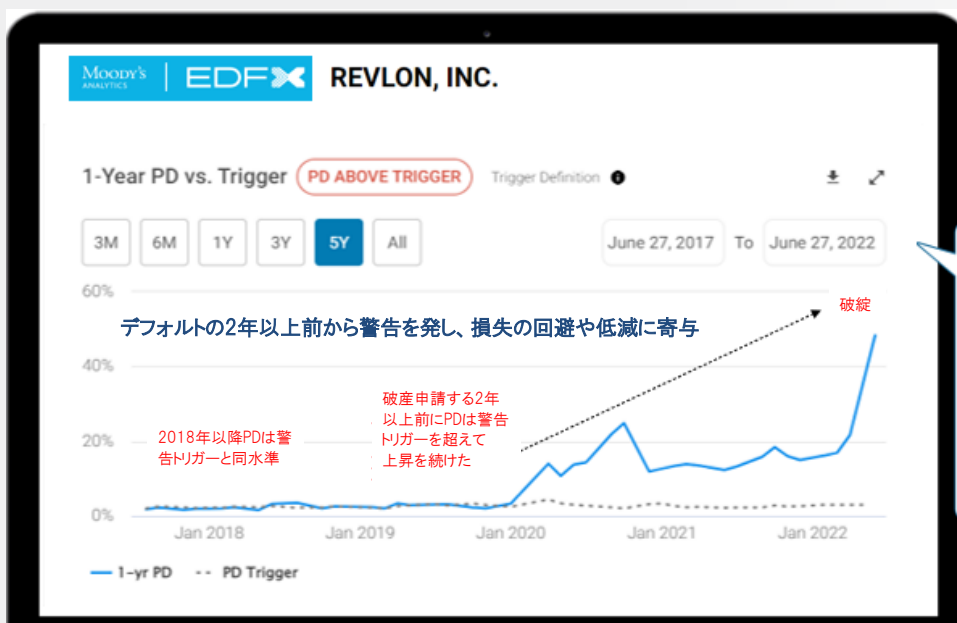 MOODY'S
ANALYTICS
EDFX
REVLON, INC.
1-Year PD vs. Trigger
PD ABOVE TRIGGER
Trigger Definition
3M
6M
1Y
3Y
5Y
All
June 27, 2017 To June 27, 2022
60%
デフォルトの2年以上前から警告を発し、損失の回避や低減に寄与
破綻
40%
破産申請する2年
以上前にPDは警告
トリガーを超えて
上昇を続けた
2018年以降PDは警
告トリガーと同水準
20%
0%
Jan 2018
Jan 2019
Jan 2020
Jan 2021
Jan 2022
1-yr PD
PD Trigger